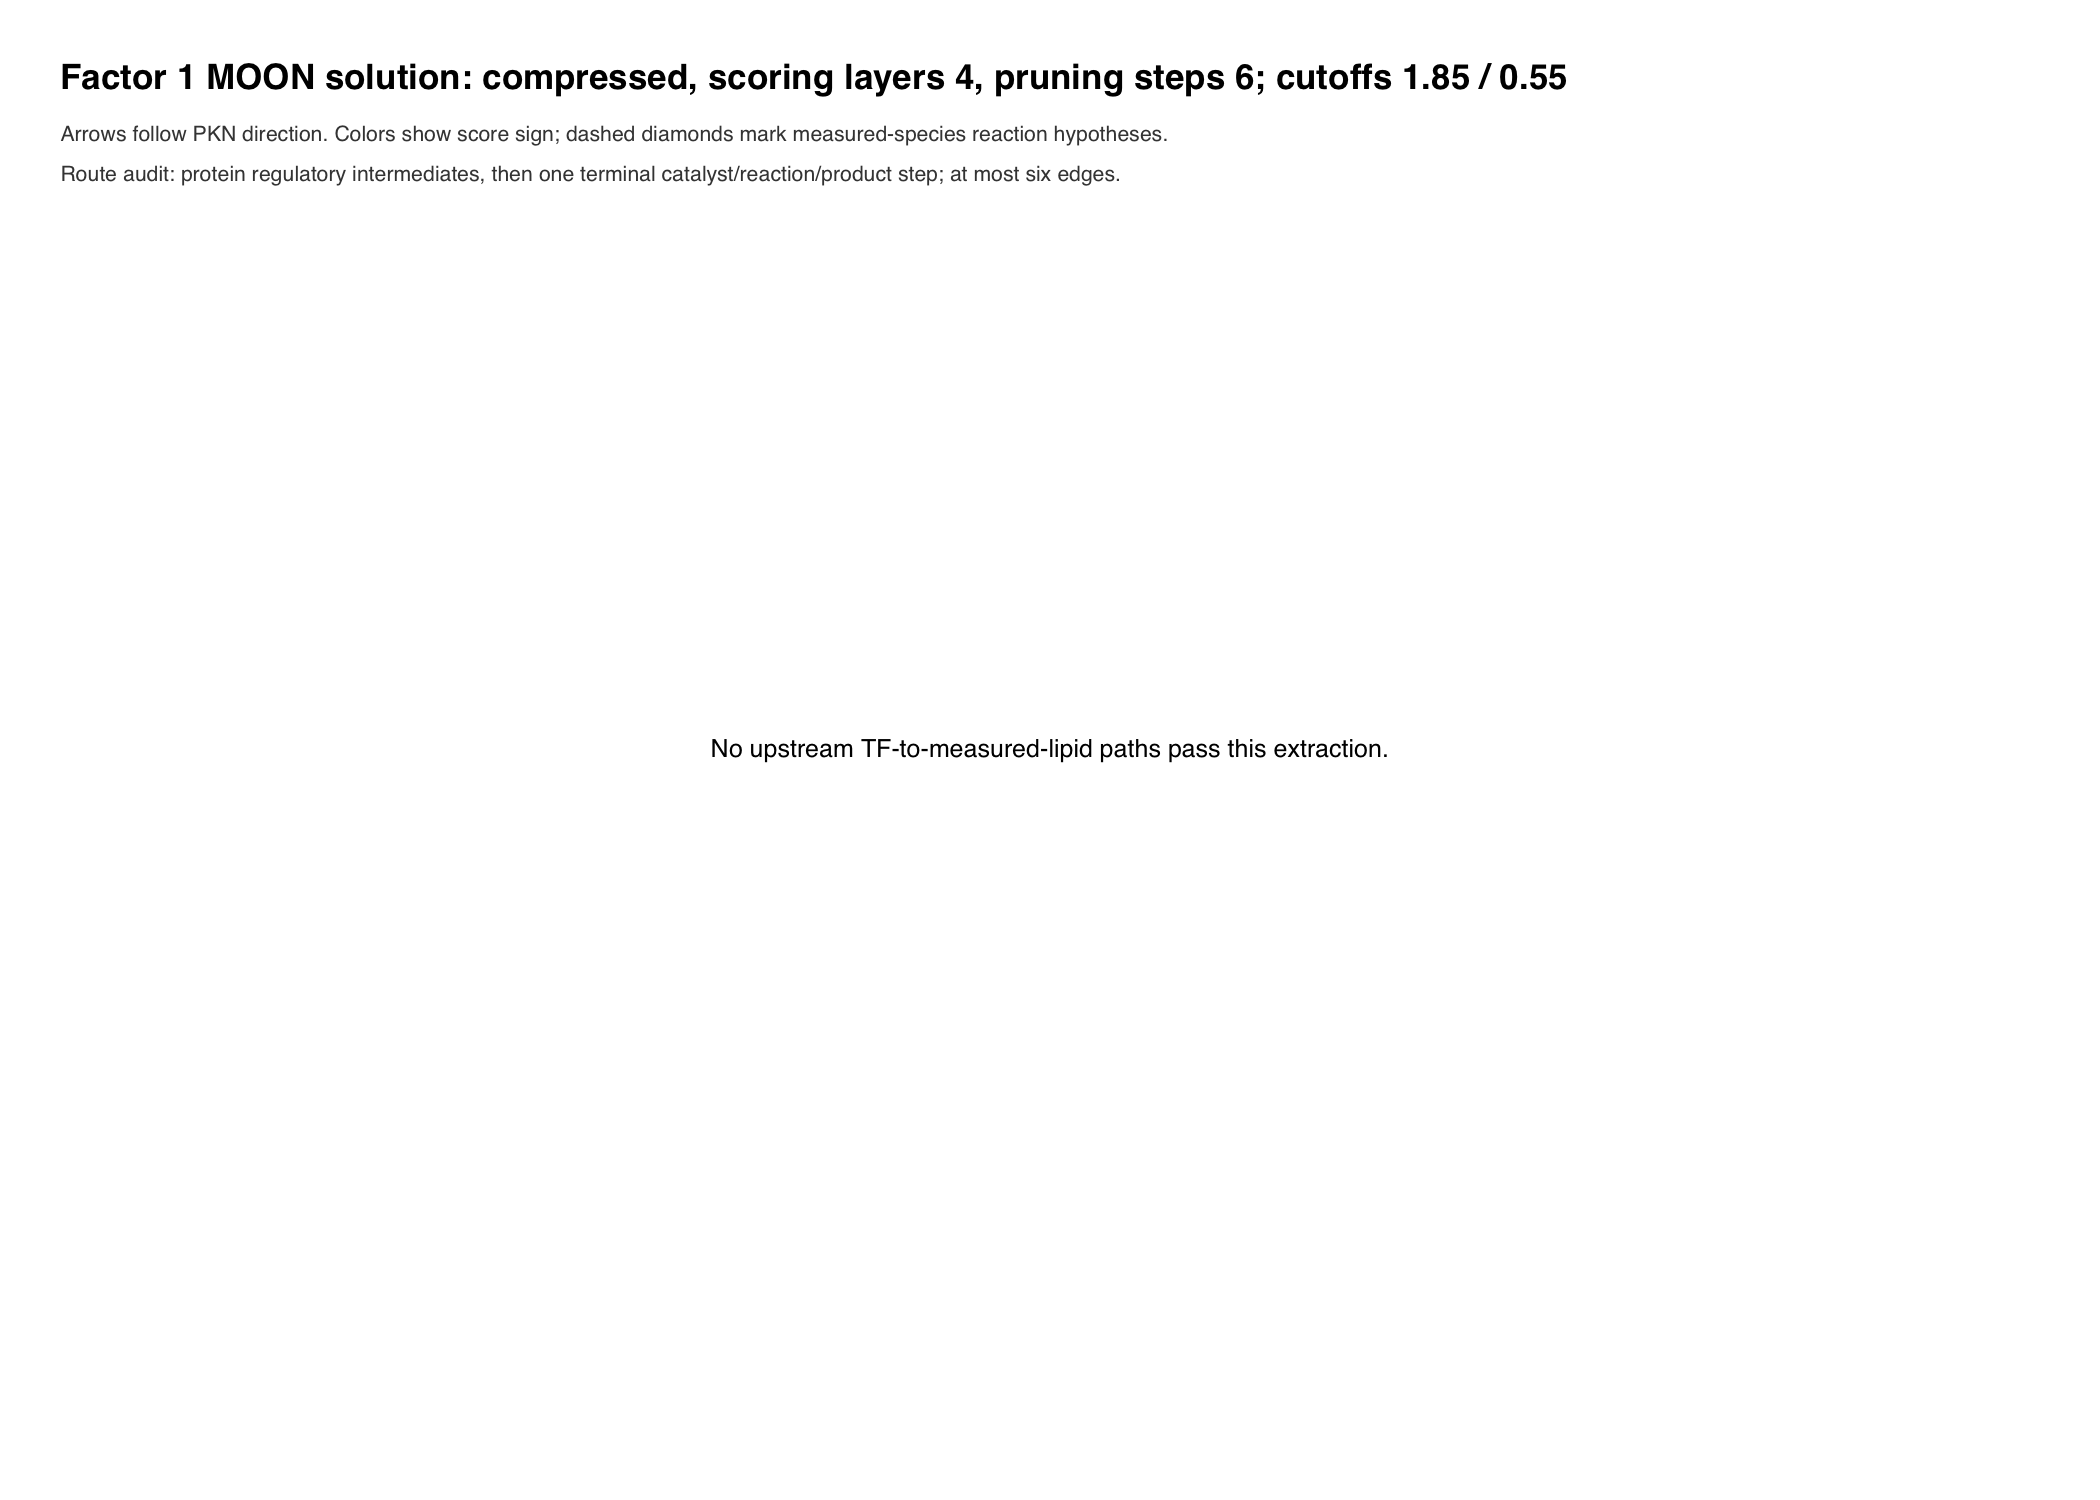 Factor 1 MOON solution: compressed, scoring layers 4, pruning steps 6; cutoffs 1.85 / 0.55
Arrows follow PKN direction. Colors show score sign; dashed diamonds mark measured-species reaction hypotheses.
Route audit: protein regulatory intermediates, then one terminal catalyst/reaction/product step; at most six edges.
No upstream TF-to-measured-lipid paths pass this extraction.